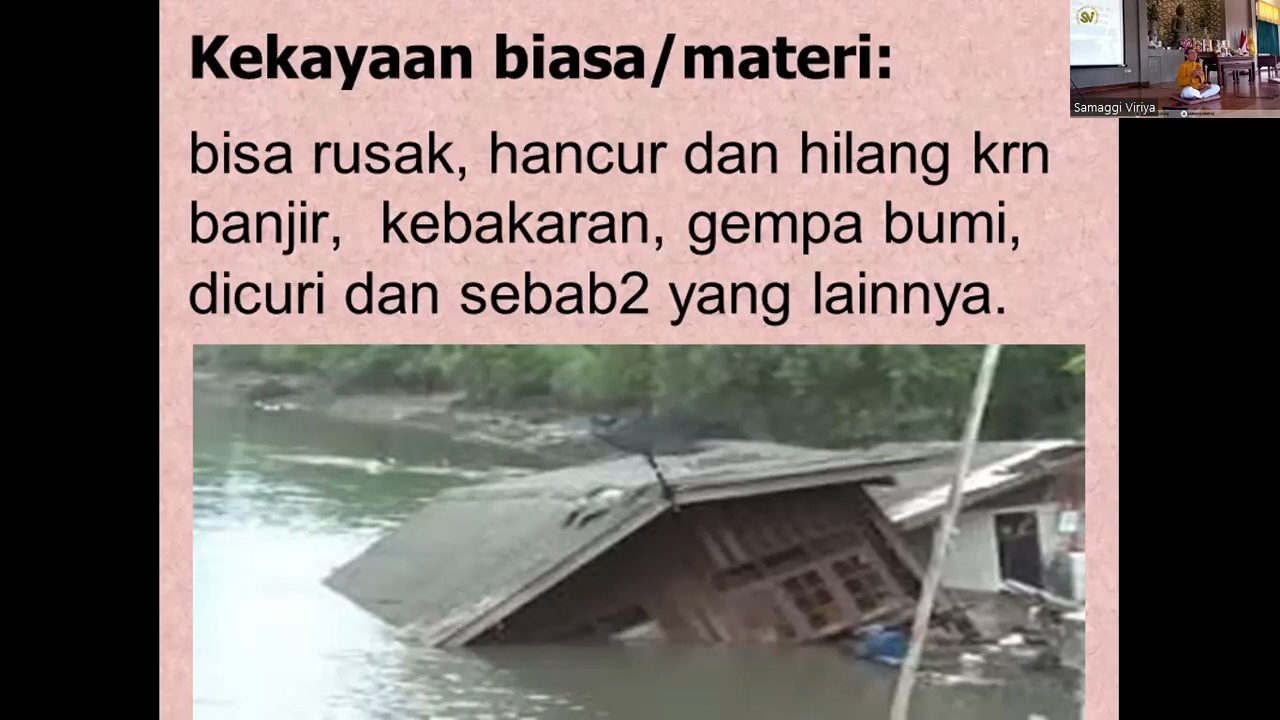 Kekayaan biasa/materi:
bisa rusak, hancur dan hilang krn
banjir, kebakaran, gempa bumi,
dicuri dan sebab2 yang lainnya.
SV
Samaggi Viriya